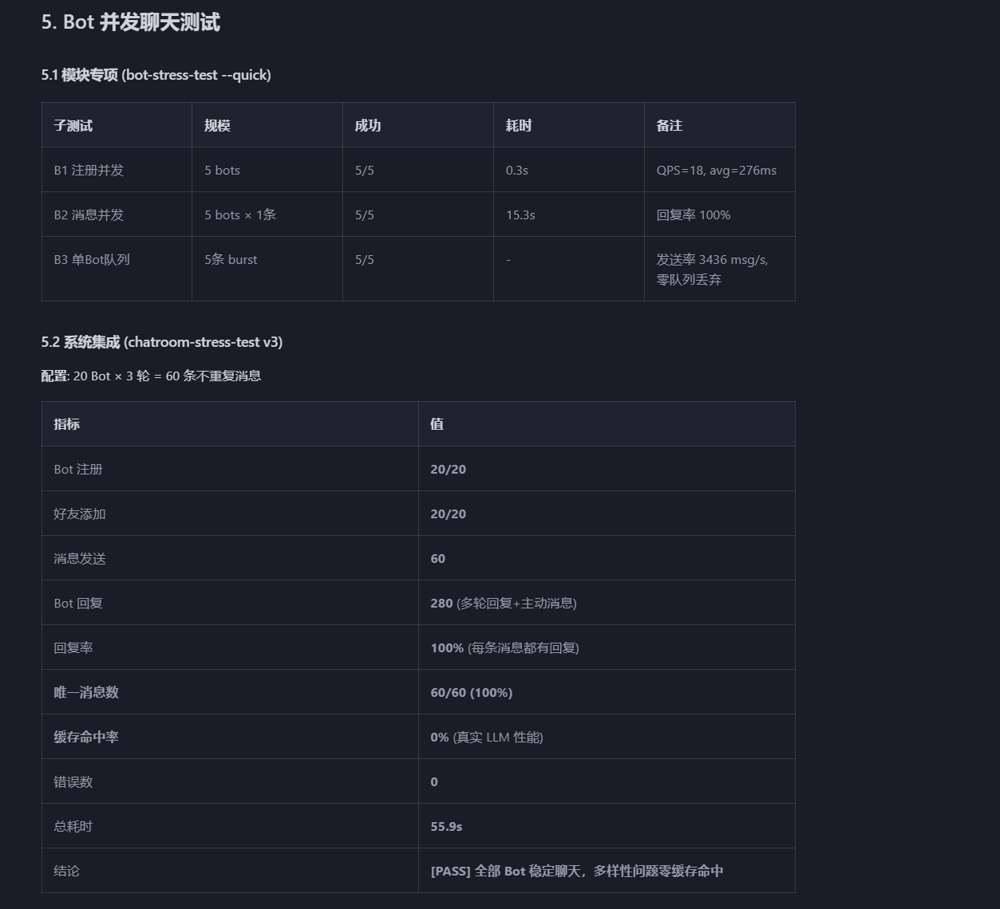 5. Bot 并发聊天测试
5.1 模块专项 (bot-stress-test --quick)
子测试 规模 成功 耗时 备注
B1 注册并发 5 bots 5/5 0.3s QPS=18, avg=276ms
B2 消息并发 5 bots × 1条 5/5 15.3s 回复率 100%
B3 单Bot队列 5条 burst 5/5 - 发送率 3436 msg/s,
零队列丢弃
5.2 系统集成 (chatroom-stress-test v3)
配置: 20 Bot × 3 轮 = 60 条不重复消息
指标 值
Bot 注册 20/20
好友添加 20/20
消息发送 60
Bot 回复 280 (多轮回复+主动消息)
回复率 100% (每条消息都有回复)
唯一消息数 60/60 (100%)
缓存命中率 0% (真实 LLM 性能)
错误数 0
总耗时 55.9s
结论 [PASS] 全部 Bot 稳定聊天，多样性问题零缓存命中